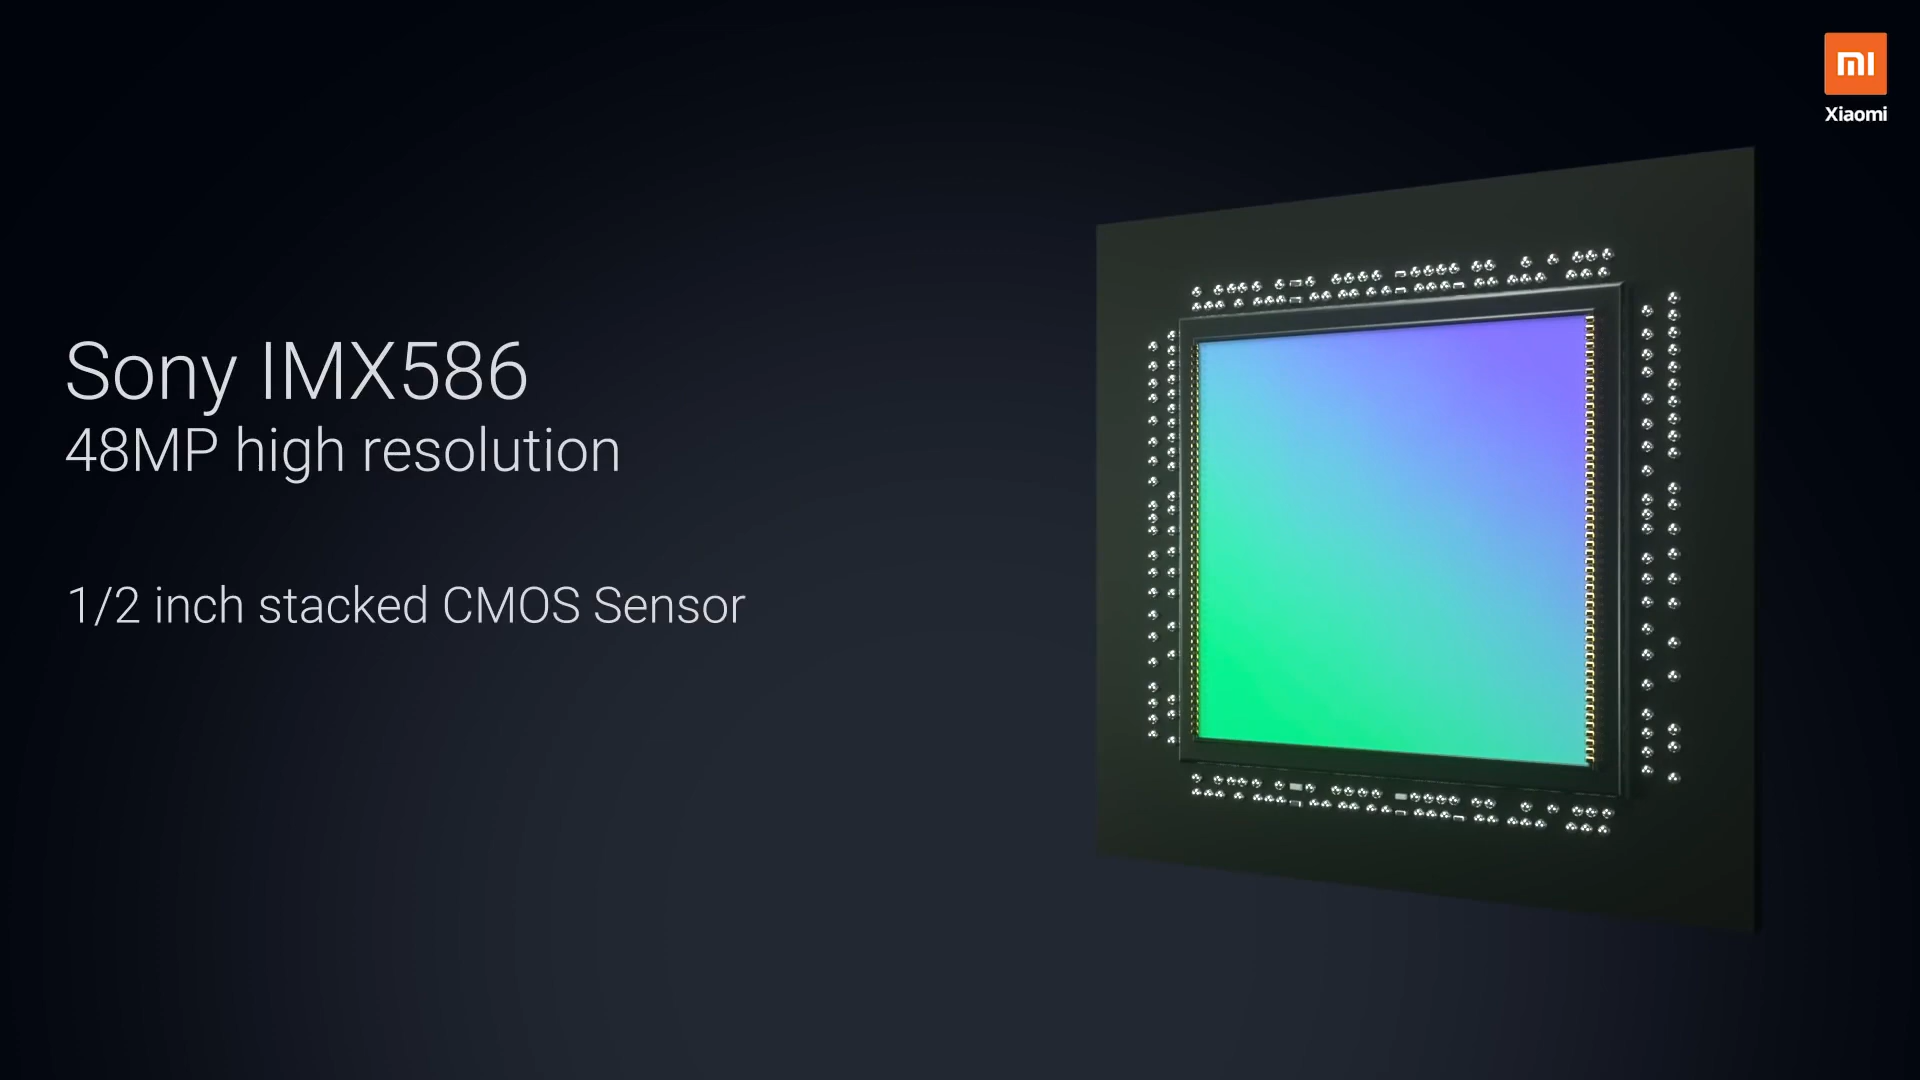 mi
Xiaomi
Sony IMX586
48MP high resolution
1/2 inch stacked CMOS Sensor